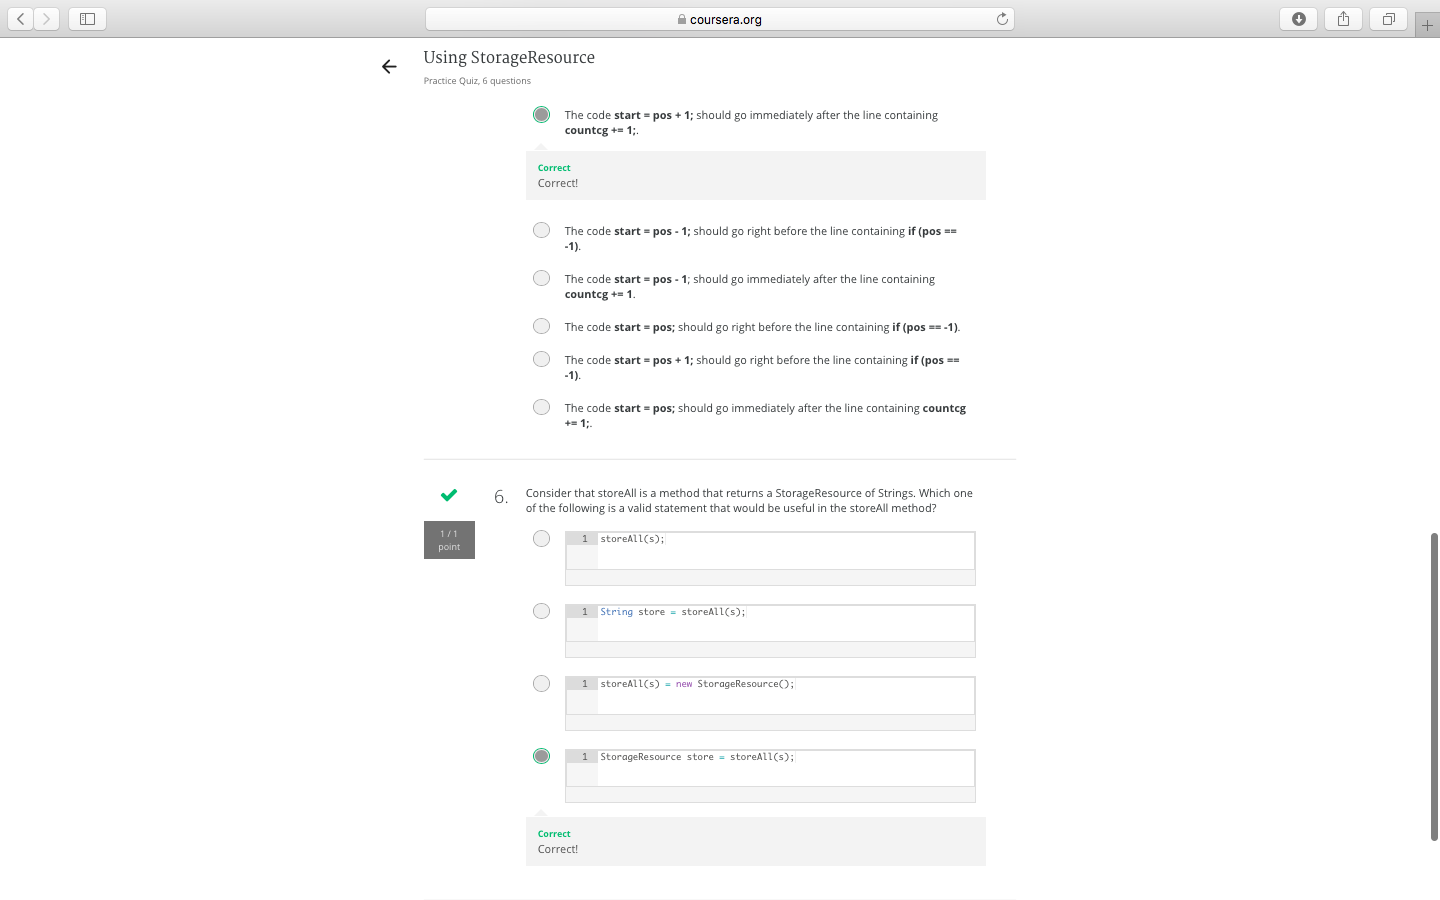 coursera.org
Using StorageResource
Practice Quiz, 6 questions
The code start = pos + 1; should go immediately after the line containing
countcg += 1;.
Correct
Correct!
The code start = pos - 1; should go right before the line containing if (pos ==
-1).
The code start = pos - 1; should go immediately after the line containing
countcg += 1.
The code start = pos; should go right before the line containing if (pos == -1).
The code start = pos + 1; should go right before the line containing if (pos ==
-1).
The code start = pos; should go immediately after the line containing countcg
+= 1;.
6.
Consider that storeAll is a method that returns a StorageResource of Strings. Which one
of the following is a valid statement that would be useful in the storeAll method?
1 / 1
point
1 storeAll(s);
1 String store = storeAll(s);
1 storeAll(s) = new StorageResource();
1 StorageResource store = storeAll(s);
Correct
Correct!